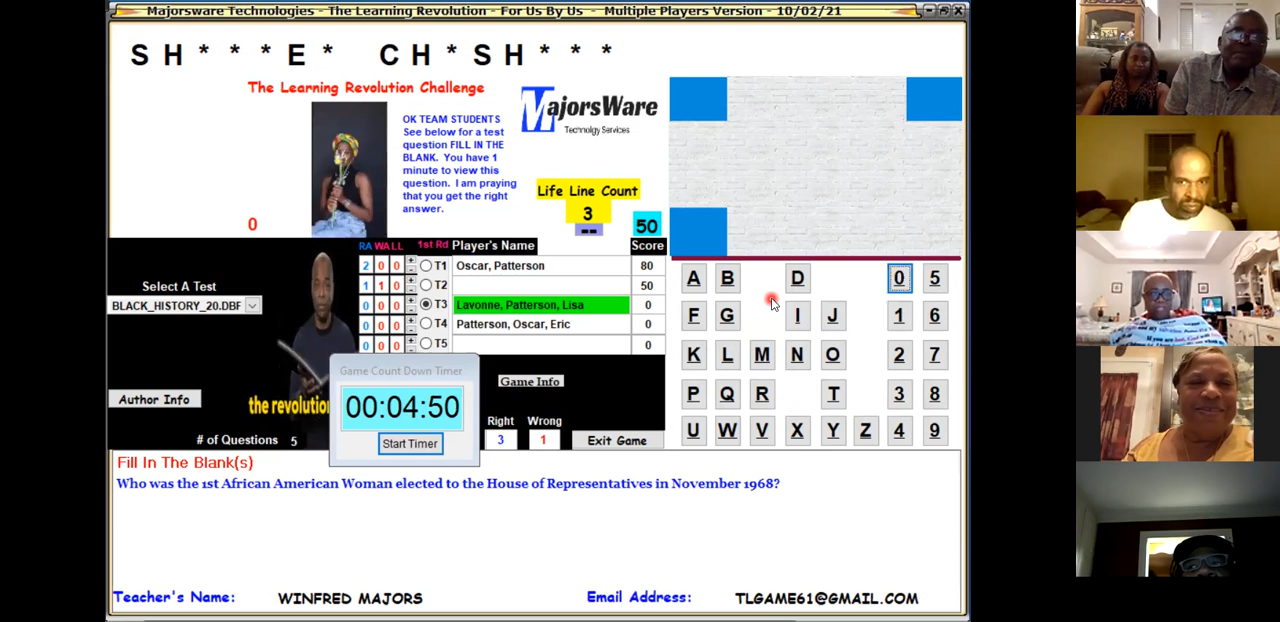 Majorsware Technologies - The Learning Revolution - For Us By Us - Multiple Players Version - 10/02/21
S H * * * E * C H * S H * * *
The Learning Revolution Challenge
OK TEAM STUDENTS
See below for a test
question FILL IN THE
BLANK. You have 1
minute to view this
question. I am praying
that you get the right
answer.
MajorsWare
Technolgy Services
Life Line Count
3
--
50
0
RA WA LL 1st Rd Player's Name Score
2 0 0 + - T1 Oscar, Patterson 80
1 1 0 + - T2 50
0 0 0 + - T3 Lavonne, Patterson, Lisa 0
0 0 0 + - T4 Patterson, Oscar, Eric 0
0 0 0 + - T5 0
Select A Test
BLACK_HISTORY_20.DBF
Author Info
the revolution
# of Questions 5
Game Count Down Timer
00:04:50
Start Timer
Game Info
Right Wrong
3 1
Exit Game
A B D 0 5
F G I J 1 6
K L M N O 2 7
P Q R T 3 8
U W V X Y Z 4 9
Fill In The Blank(s)
Who was the 1st African American Woman elected to the House of Representatives in November 1968?
Teacher's Name: WINFRED MAJORS Email Address: TLGAME61@GMAIL.COM